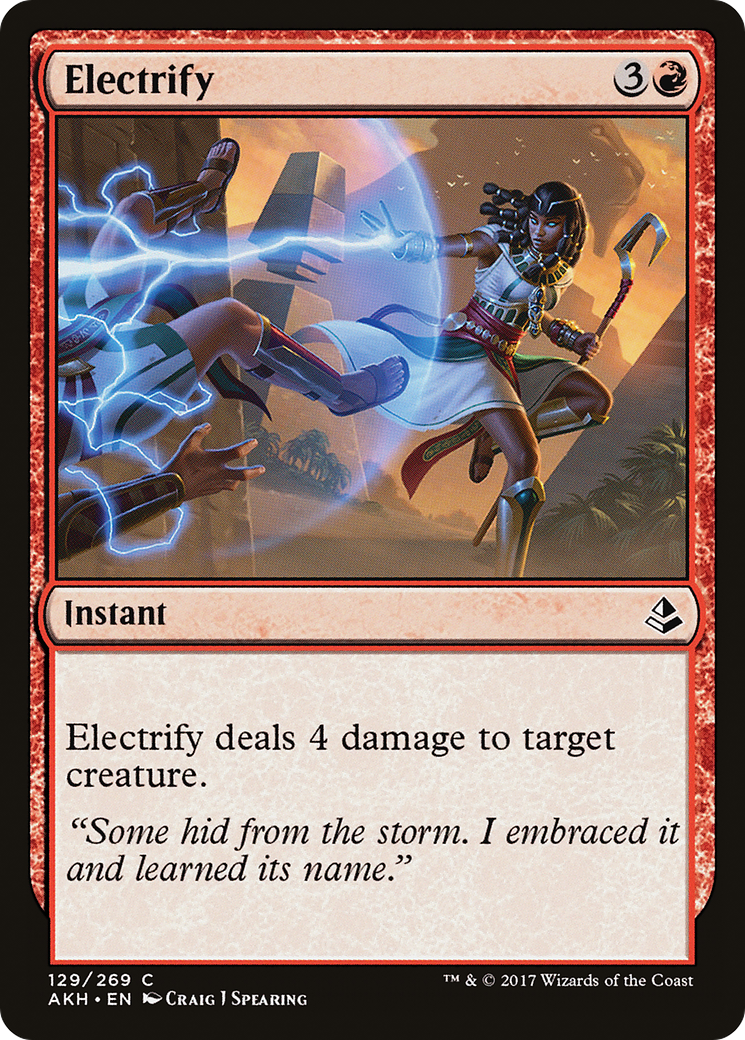 Electrify 3
Instant
Electrify deals 4 damage to target
creature.
“Some hid from the storm. I embraced it
and learned its name.”
129/269 C
AKH • EN Craig J Spearing
™ & © 2017 Wizards of the Coast